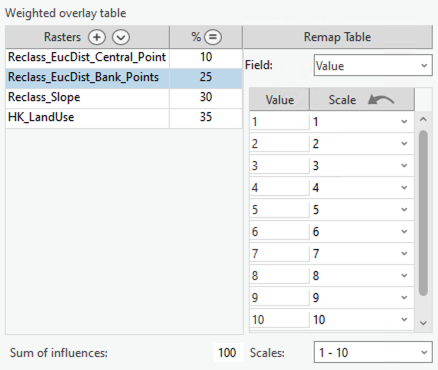 Weighted overlay table
Rasters % Remap Table
Reclass_EucDist_Central_Point 10
Reclass_EucDist_Bank_Points 25
Reclass_Slope 30
HK_LandUse 35
Field: Value
Value Scale
1 1
2 2
3 3
4 4
5 5
6 6
7 7
8 8
9 9
10 10
Sum of influences: 100 Scales: 1 - 10